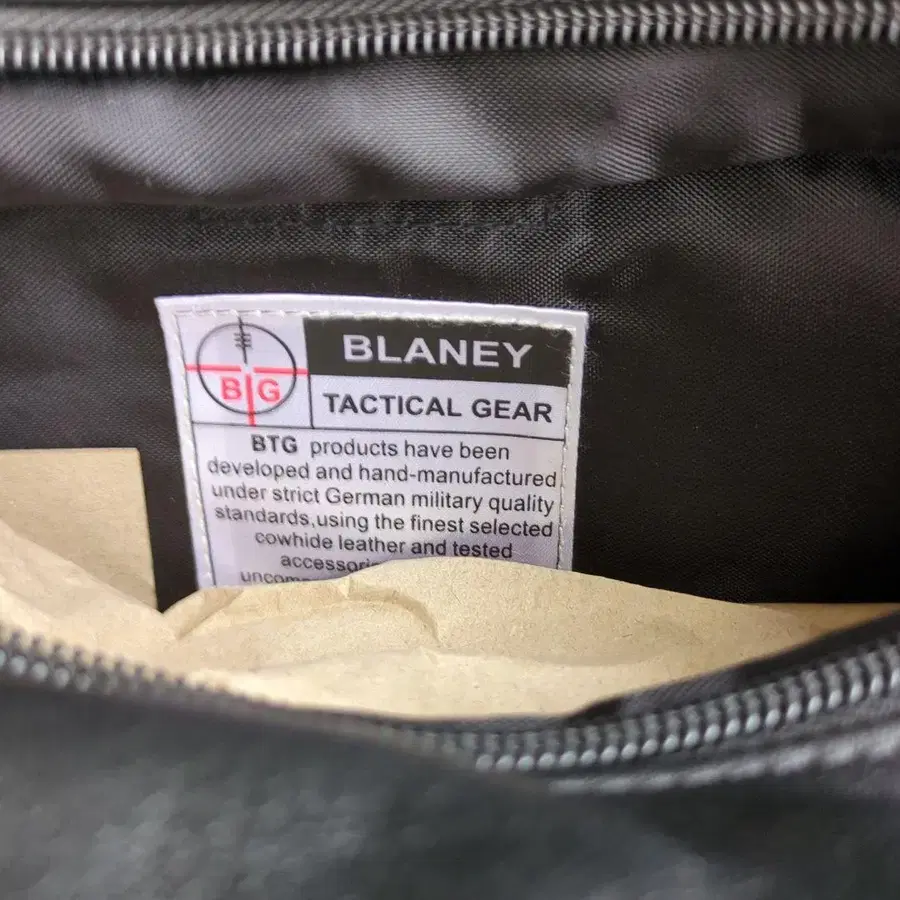 BLANEY
B G
TACTICAL GEAR
BTG products have been
developed and hand-manufactured
under strict German military quality
standards,using the finest selected
cowhide leather and tested